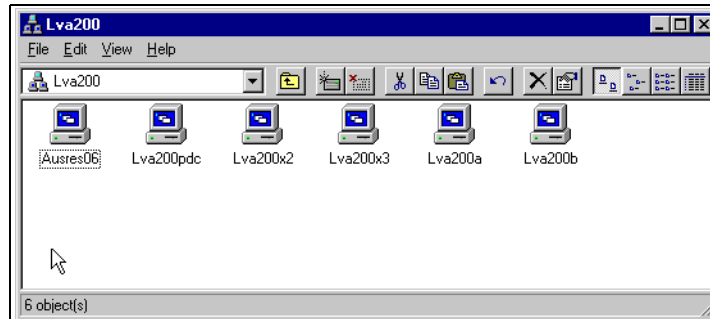 Lva200
File Edit View Help
Lva200
Ausres06 Lva200pdc Lva200x2 Lva200x3 Lva200a Lva200b
6 object(s)